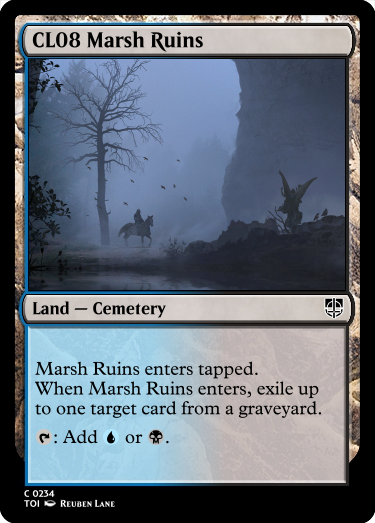 CL08 Marsh Ruins
Land — Cemetery
Marsh Ruins enters tapped.
When Marsh Ruins enters, exile up
to one target card from a graveyard.
: Add or .
C 0234
TOI Reuben Lane